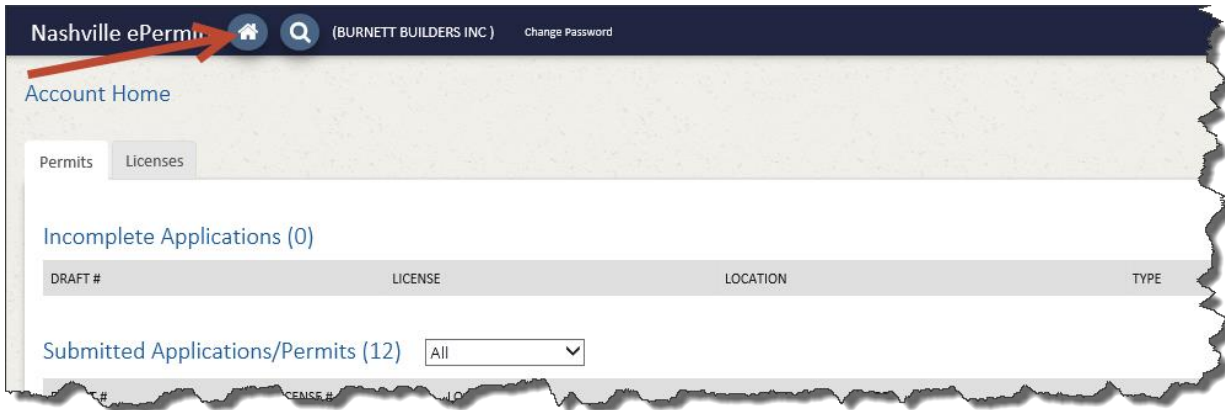 Nashville ePermi (BURNETT BUILDERS INC ) Change Password
Account Home
Permits Licenses
Incomplete Applications (0)
DRAFT # LICENSE LOCATION TYPE
Submitted Applications/Permits (12) All